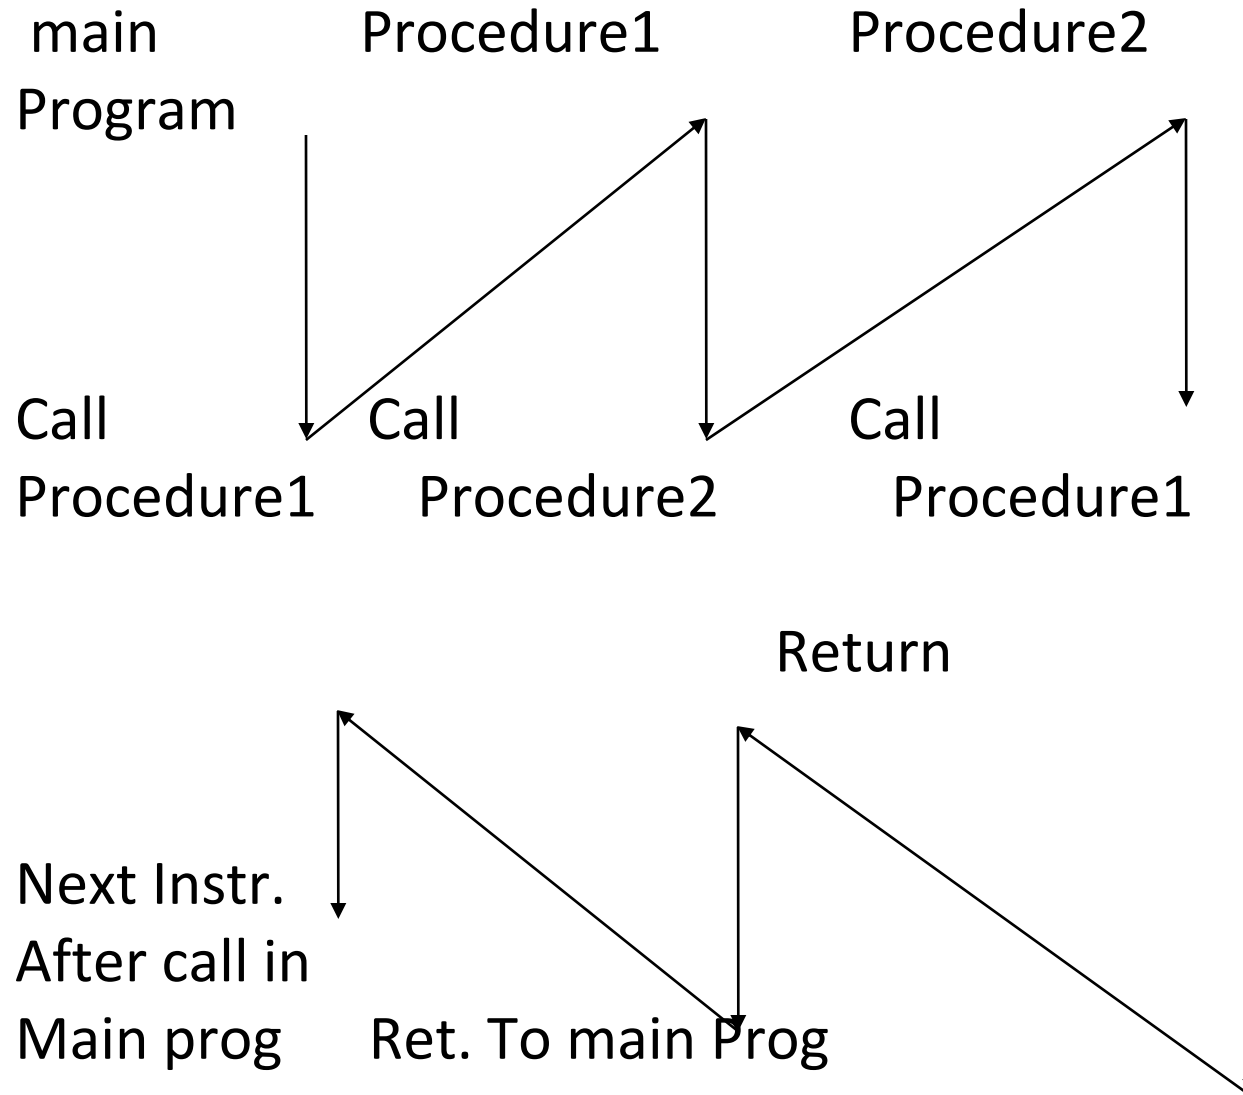 main Procedure1 Procedure2
Program
Call Call Call
Procedure1 Procedure2 Procedure1
Return
Next Instr.
After call in
Main prog Ret. To main Prog